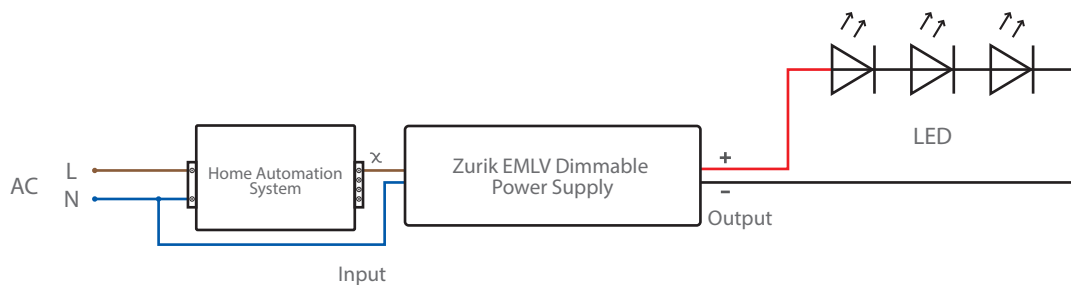 AC
L
N
Home Automation
System
x
Zurik EMLV Dimmable
Power Supply
+
-
Output
Input
LED